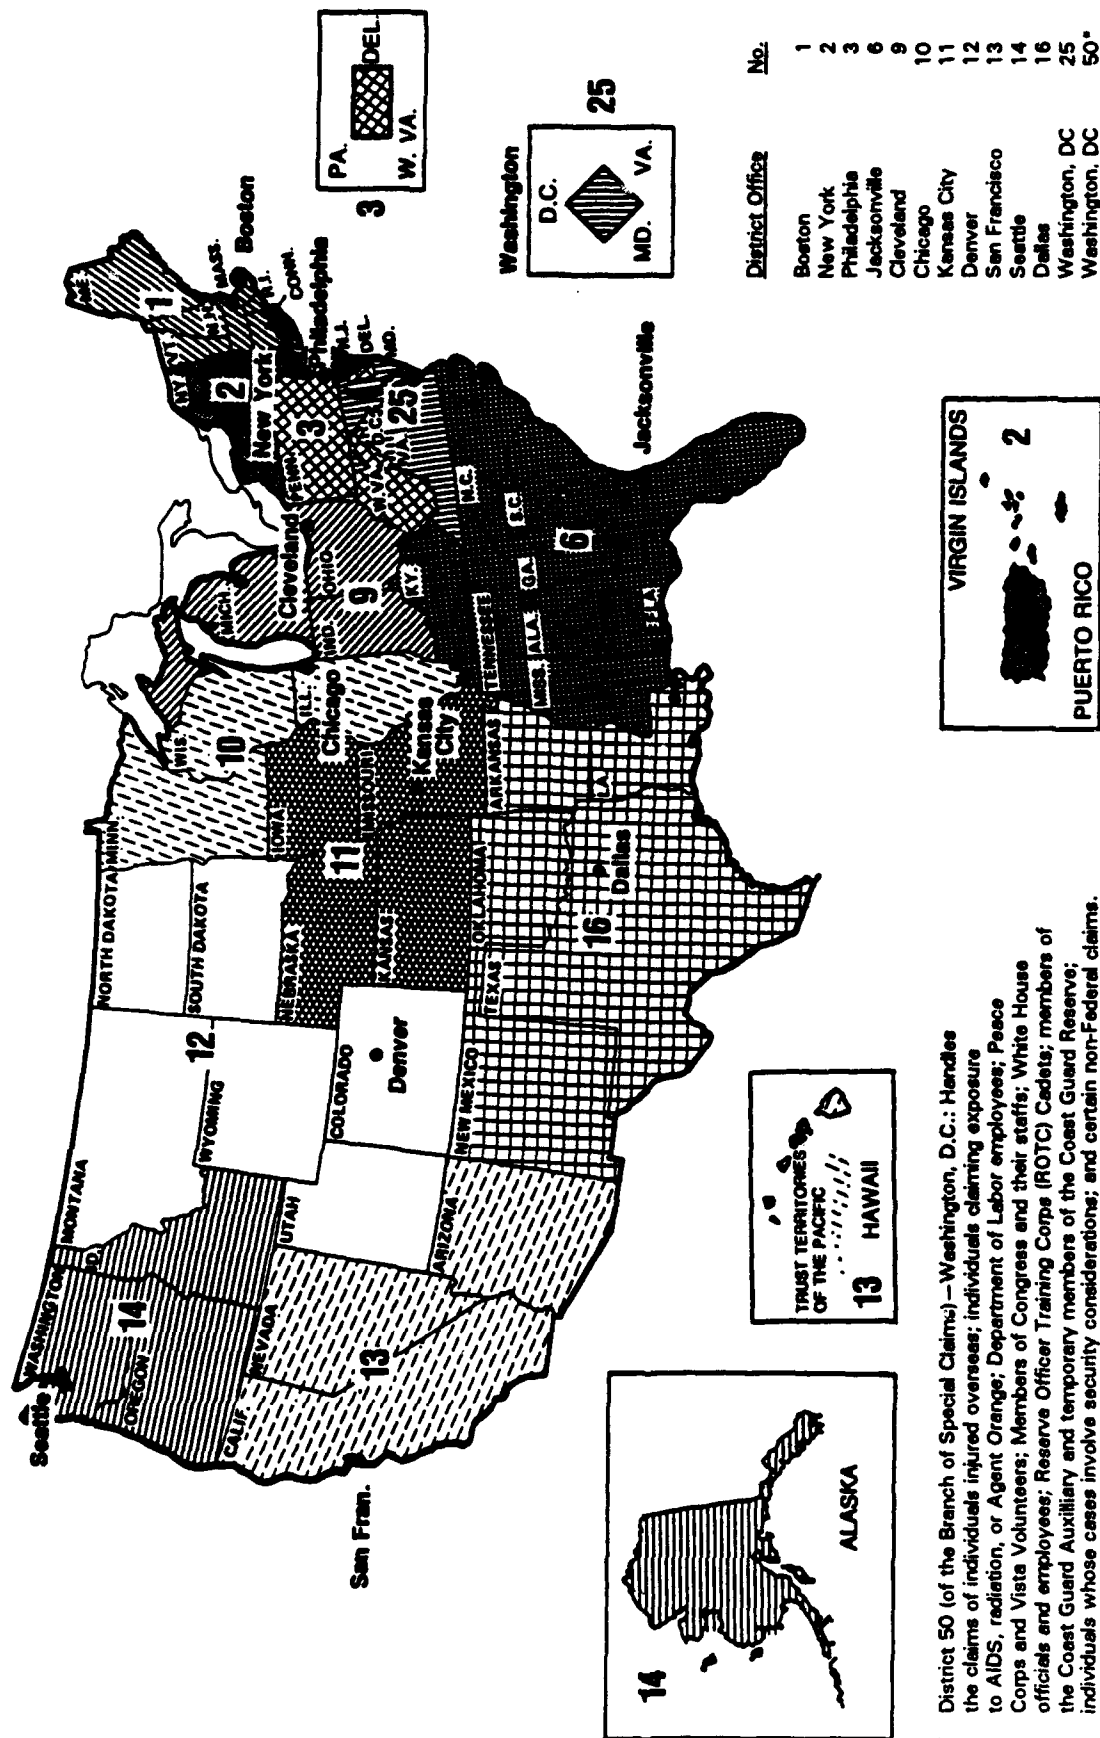 Seattle
WASHINGTON
14
OREGON
ID.
MONTANA
12
WYOMING
NORTH DAKOTA
SOUTH DAKOTA
MINN.
WIS.
10
MICH.
NEBRASKA
IOWA
11
KANSAS
MISSOURI
Kansas
City
ILL.
Chicago
IND.
OHIO
Cleveland
9
KY.
CALIF.
NEVADA
UTAH
13
San Fran.
ARIZONA
COLORADO
Denver
NEW MEXICO
TEXAS
OKLAHOMA
ARKANSAS
LA.
16
Dallas
TENNESSEE
MISS.
ALA.
GA.
FLA.
S.C.
N.C.
6
Jacksonville
ME.
1
VT.
N.H.
MASS.
Boston
R.I.
CONN.
NY
2
New York
PENN.
3
Philadelphia
N.J.
DEL.
MD.
W. VA.
D.C.
VA.
25
PA.
DEL.
W. VA.
3
Washington
D.C.
MD. VA.
25
14
ALASKA
TRUST TERRITORIES
OF THE PACIFIC
13 HAWAII
VIRGIN ISLANDS
2
PUERTO RICO
District Office No.
Boston 1
New York 2
Philadelphia 3
Jacksonville 6
Cleveland 9
Chicago 10
Kansas City 11
Denver 12
San Francisco 13
Seattle 14
Dallas 16
Washington, DC 25
Washington, DC 50*
District 50 (of the Branch of Special Claims)—Washington, D.C.: Handles
the claims of individuals injured overseas; individuals claiming exposure
to AIDS, radiation, or Agent Orange; Department of Labor employees; Peace
Corps and Vista Volunteers; Members of Congress and their staffs; White House
officials and employees; Reserve Officer Training Corps (ROTC) Cadets; members of
the Coast Guard Auxiliary and temporary members of the Coast Guard Reserve;
individuals whose cases involve security considerations; and certain non-Federal claims.